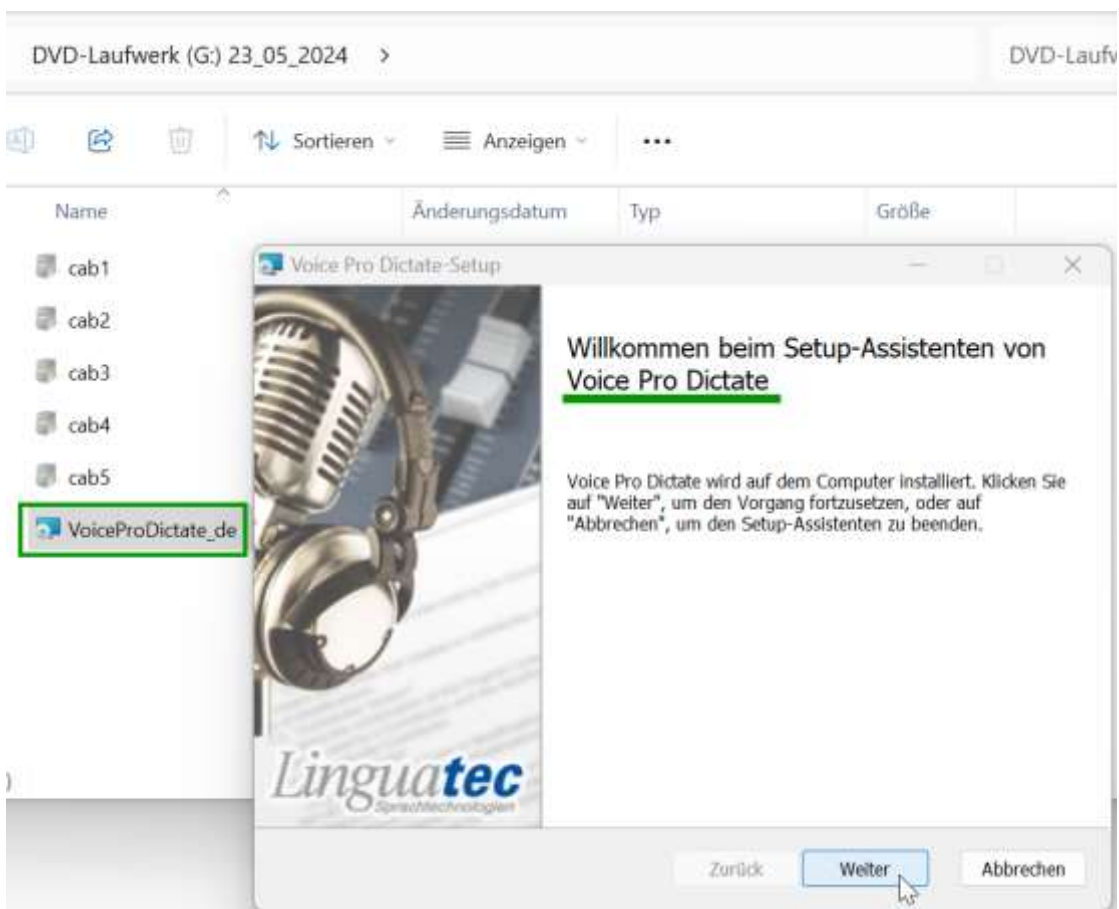 DVD-Laufwerk (G:) 23_05_2024 >
DVD-Laufw
Sortieren
Anzeigen
Name
Änderungsdatum
Typ
Größe
cab1
cab2
cab3
cab4
cab5
VoiceProDictate_de
Voice Pro Dictate-Setup
Willkommen beim Setup-Assistenten von
Voice Pro Dictate
Voice Pro Dictate wird auf dem Computer installiert. Klicken Sie
auf "Weiter", um den Vorgang fortzusetzen, oder auf
"Abbrechen", um den Setup-Assistenten zu beenden.
Linguatec
Sprachtechnologien
Zurück
Weiter
Abbrechen